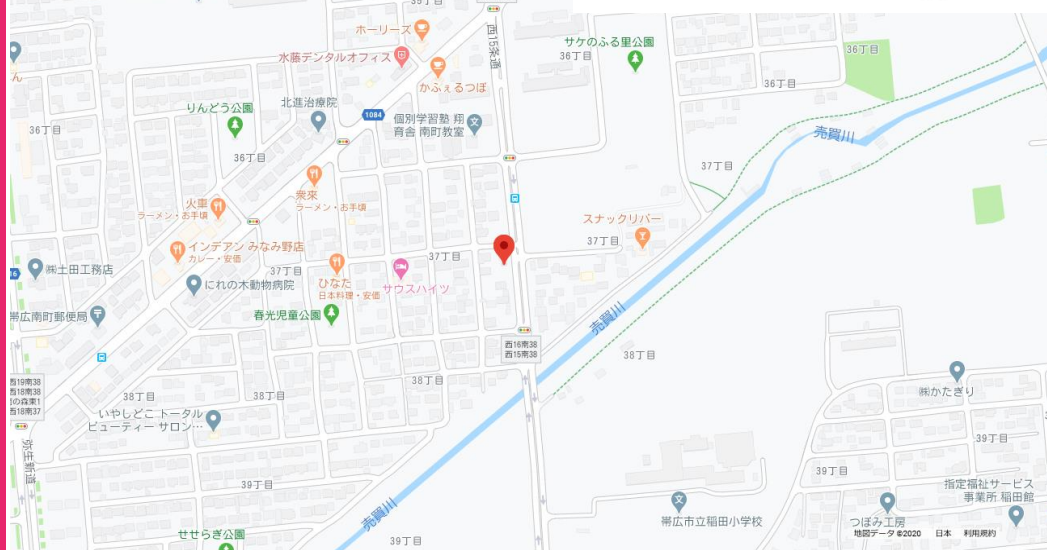 35丁目
ホーリーズ
水藤デンタルオフィス
かふぇるつぼ
西15条通
サケのふる里公園
36丁目
36丁目
36丁目
ん
りんどう公園
北進治療院
1084
個別学習塾 翔
育舎 南町教室
36丁目
36丁目
売買川
37丁目
衆来
ラーメン・お手頃
火車
ラーメン・お手頃
スナックリバー
37丁目
インデアン みなみ野店
カレー・安価
37丁目
㈱土田工務店
37丁目
ひなた
日本料理・安価
サウスハイツ
にれの木動物病院
帯広南町郵便局
春光児童公園
売買川
西16南38
西15南38
38丁目
西19南38
西18南38
の森東1
西18南37
38丁目
38丁目
38丁目
㈱かたぎり
いやしどこ トータル
ビューティー サロン…
弥生新道
39丁目
39丁目
39丁目
指定福祉サービス
事業所 稲田館
売買川
帯広市立稲田小学校
つぼみ工房
せせらぎ公園
39丁目
地図データ ©2020 日本 利用規約